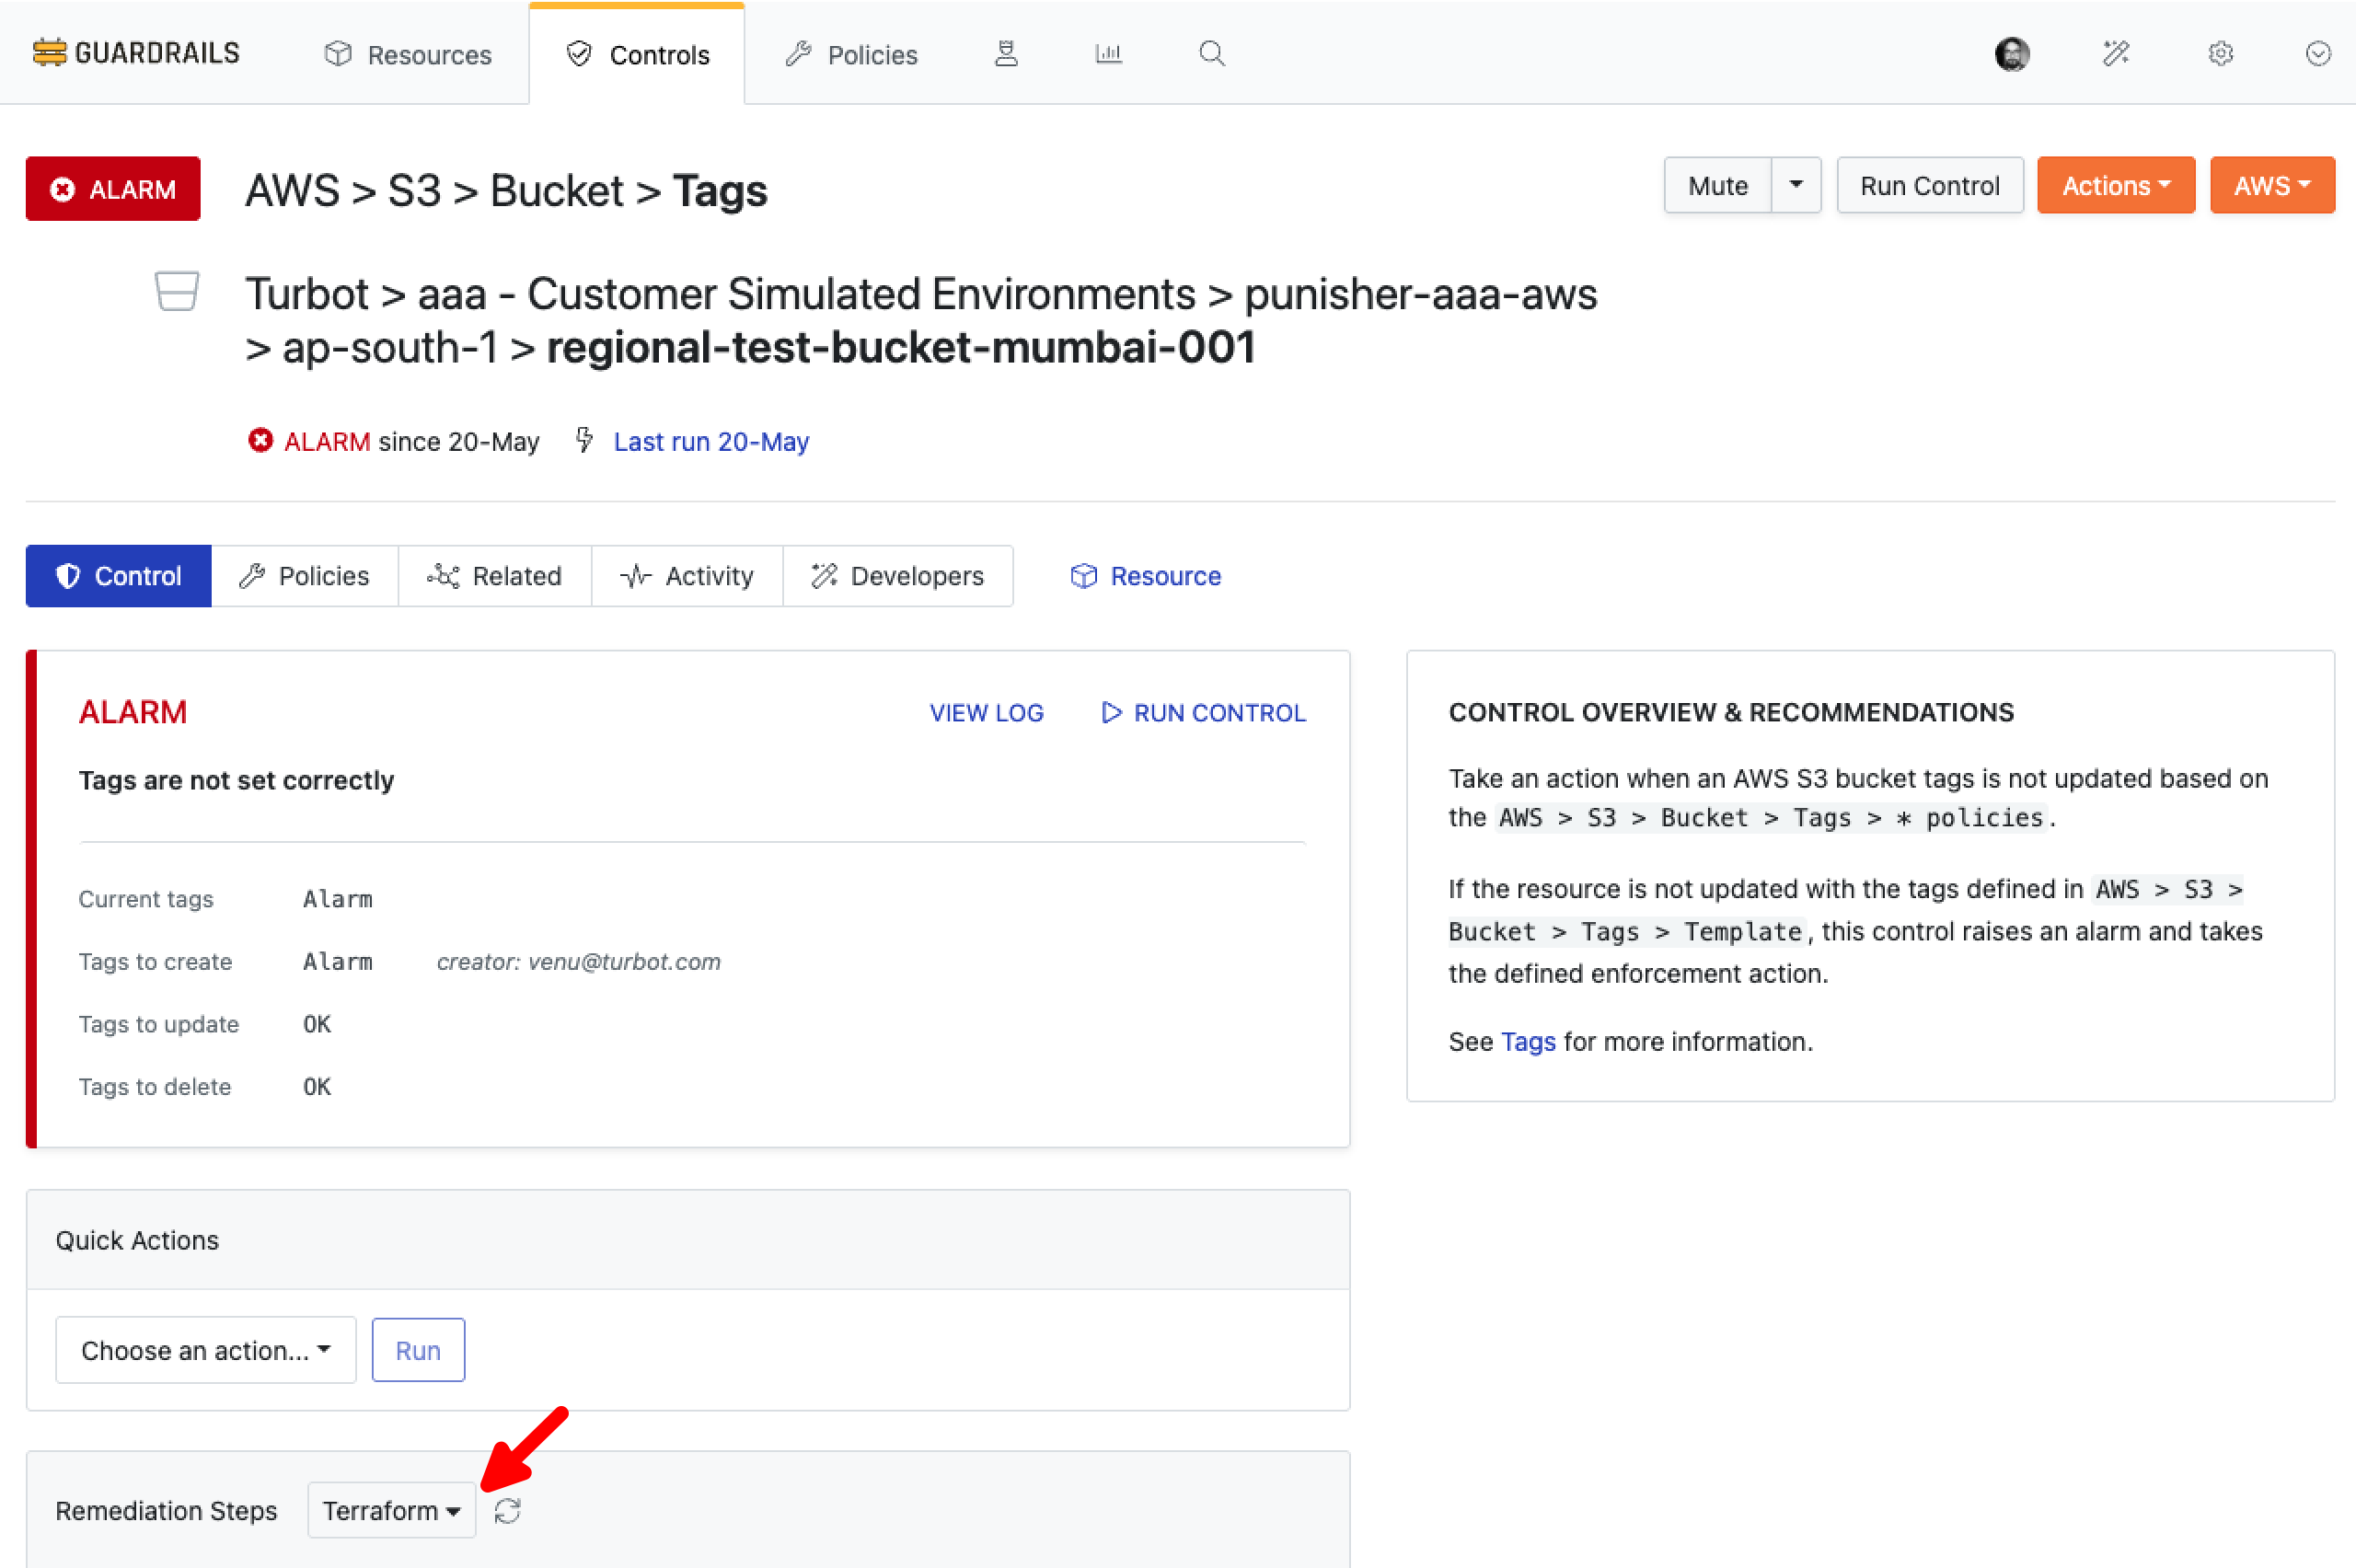 GUARDRAILS Resources Controls Policies
ALARM AWS > S3 > Bucket > Tags Mute Run Control Actions AWS
Turbot > aaa - Customer Simulated Environments > punisher-aaa-aws
> ap-south-1 > regional-test-bucket-mumbai-001
ALARM since 20-May Last run 20-May
Control Policies Related Activity Developers Resource
ALARM VIEW LOG RUN CONTROL
Tags are not set correctly
Current tags Alarm
Tags to create Alarm creator: venu@turbot.com
Tags to update OK
Tags to delete OK
CONTROL OVERVIEW & RECOMMENDATIONS
Take an action when an AWS S3 bucket tags is not updated based on
the AWS > S3 > Bucket > Tags > * policies.
If the resource is not updated with the tags defined in AWS > S3 >
Bucket > Tags > Template, this control raises an alarm and takes
the defined enforcement action.
See Tags for more information.
Quick Actions
Choose an action... Run
Remediation Steps Terraform